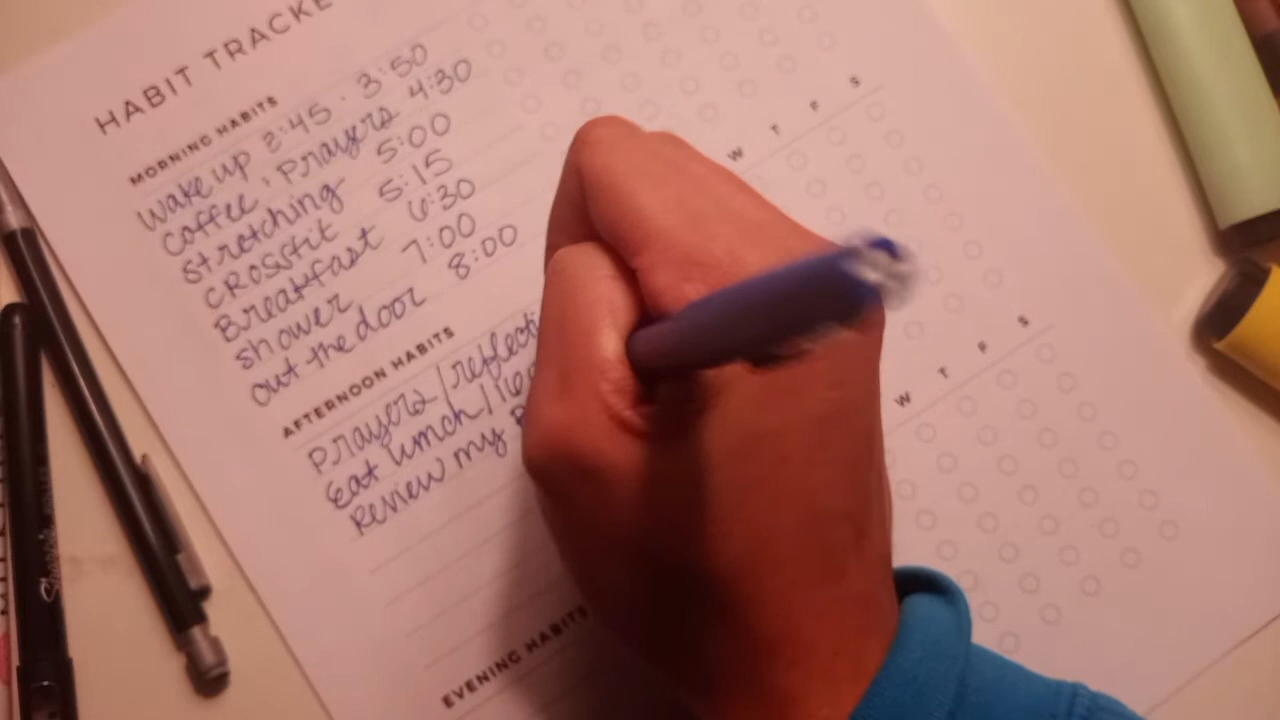 HABIT TRACKE
MORNING HABITS
wake up 3:45 - 3:50
coffee, prayers 4:30
stretching 5:00
crossfit 5:15
Breakfast 6:30
shower 7:00
out the door 8:00
W T F S
AFTERNOON HABITS
prayers / reflecti
eat lunch /
Review my
W T F S
EVENING HABITS
Sharpie